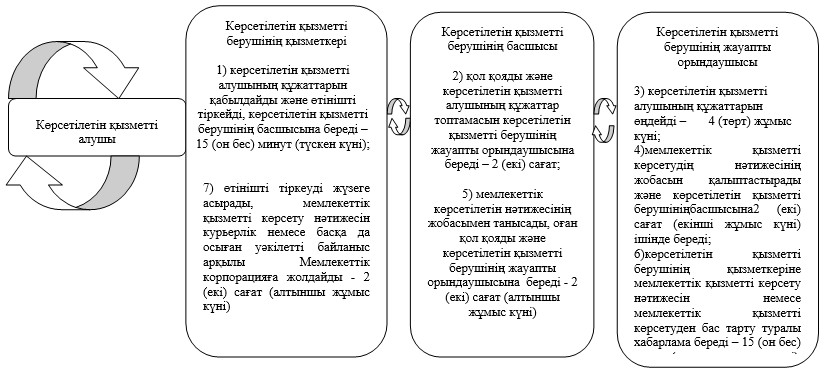 Көрсетілетін қызметті
алушы
Көрсетілетін қызметті
берушінің қызметкері
1) көрсетілетін қызметті
алушының құжаттарын
қабылдайды және өтінішті
тіркейді, көрсетілетін қызметті
берушінің басшысына береді –
15 (он бес) минут (түскен күні);
7) өтінішті тіркеуді жүзеге
асырады, мемлекеттік
қызметті көрсету нәтижесін
курьерлік немесе басқа да
осыған уәкілетті байланыс
арқылы Мемлекеттік
корпорацияға жолдайды - 2
(екі) сағат (алтыншы жұмыс
күні)
Көрсетілетін қызметті
берушінің басшысы
2) қол қояды және
көрсетілетін қызметті
алушының құжаттар
топтамасын көрсетілетін
қызметті берушінің
жауапты орындаушысына
береді – 2 (екі) сағат;
5) мемлекеттік
көрсетілетін нәтижесінің
жобасымен танысады, оған
қол қояды және
көрсетілетін қызметті
берушінің жауапты
орындаушысына береді - 2
(екі) сағат (алтыншы
жұмыс күні)
Көрсетілетін қызметті
берушінің жауапты
орындаушысы
3) көрсетілетін қызметті
алушының құжаттарын
өңдейді – 4 (төрт) жұмыс
күні;
4)мемлекеттік қызметті
көрсетудің нәтижесінің
жобасын қалыптастырады
және көрсетілетін қызметті
берушініңбасшысына2 (екі)
сағат (екінші жұмыс күні)
ішінде береді;
6)көрсетілетін қызметті
берушінің қызметкеріне
мемлекеттік қызметті көрсету
нәтижесін немесе
мемлекеттік қызметті
көрсетуден бас тарту туралы
хабарлама береді – 15 (он бес)